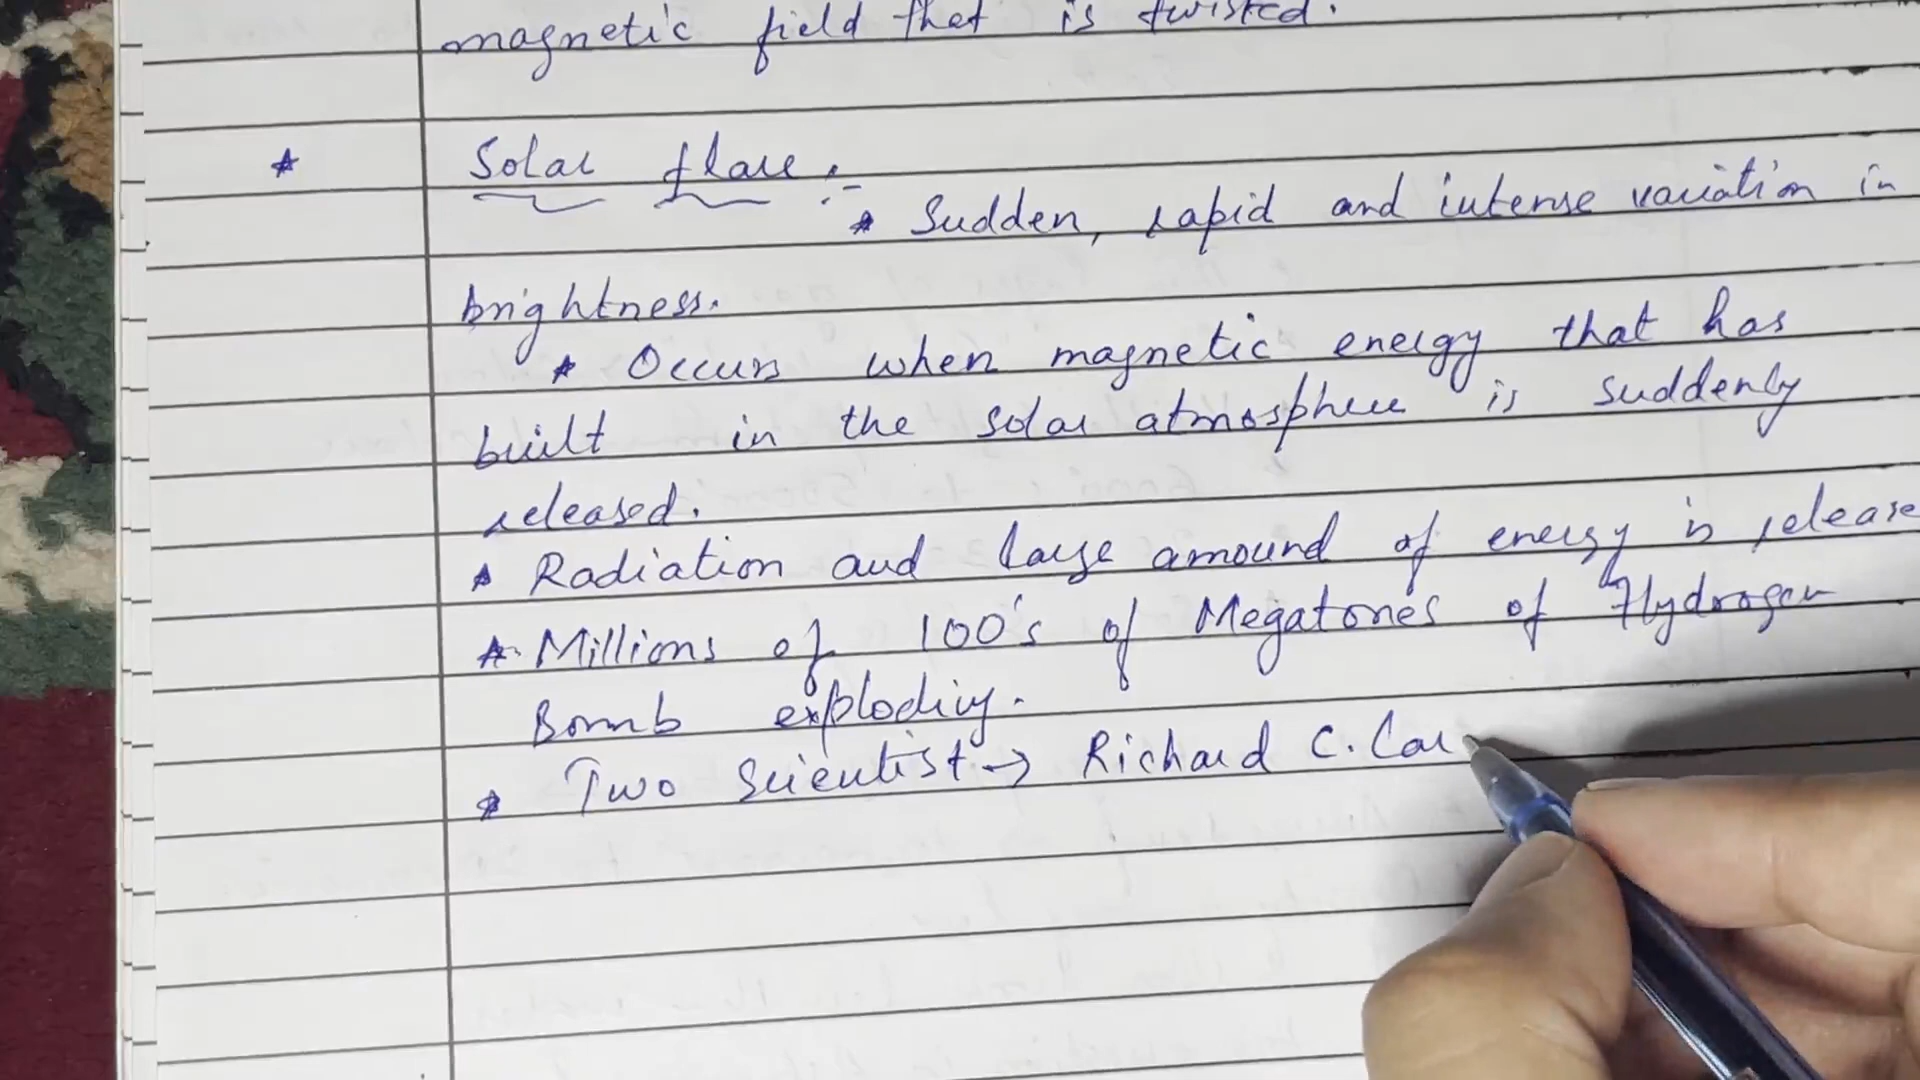 magnetic field that is twisted.
* Solar flare :-
* Sudden, rapid and intense variation in
brightness.
* Occurs when magnetic energy that has
built in the solar atmosphere is suddenly
released.
* Radiation and large amound of energy is release
* Millions of 100's of Megatones of Hydrogen
Bomb exploding.
* Two Scientist → Richard C. Car